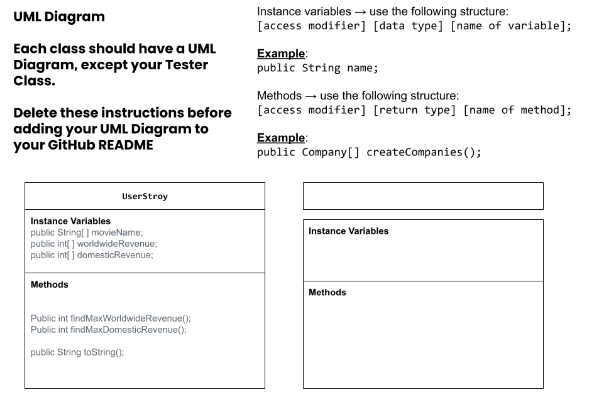 UML Diagram
Each class should have a UML
Diagram, except your Tester
Class.
Delete these instructions before
adding your UML Diagram to
your GitHub README
Instance variables → use the following structure:
[access modifier] [data type] [name of variable];
Example:
public String name;
Methods → use the following structure:
[access modifier] [return type] [name of method];
Example:
public Company[] createCompanies();
UserStroy
Instance Variables
public String[ ] movieName;
public int[ ] worldwideRevenue;
public int[ ] domesticRevenue;
Methods
Public int findMaxWorldwideRevenue();
Public int findMaxDomesticRevenue();
public String toString();
Instance Variables
Methods